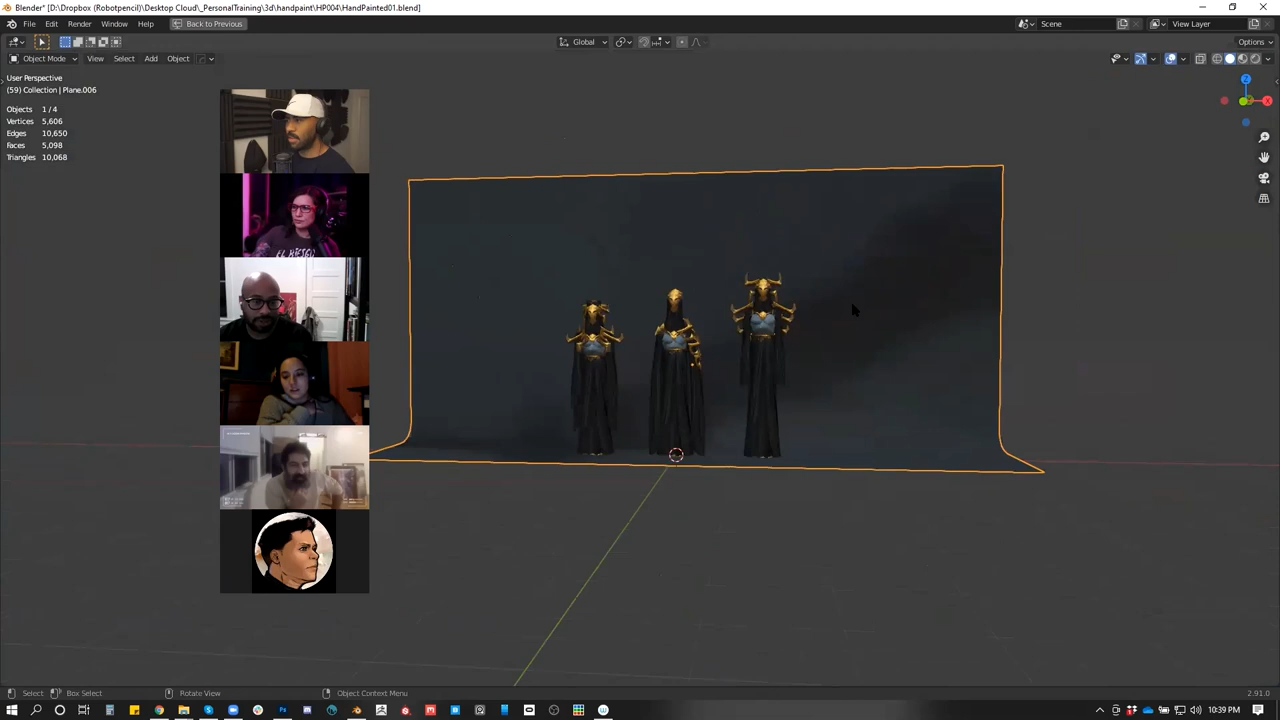 Blender* [D:\Dropbox (Robotpencil)\Desktop Cloud\_PersonalTraining\3d\handpaint\HP004\HandPainted01.blend]
File Edit Render Window Help Back to Previous Scene View Layer
Global Options
Object Mode View Select Add Object
User Perspective
(59) Collection | Plane.006
Objects 1 / 4
Vertices 5,606
Edges 10,650
Faces 5,098
Triangles 10,068
Z
X
Select Box Select Rotate View Object Context Menu 2.91.0
10:39 PM